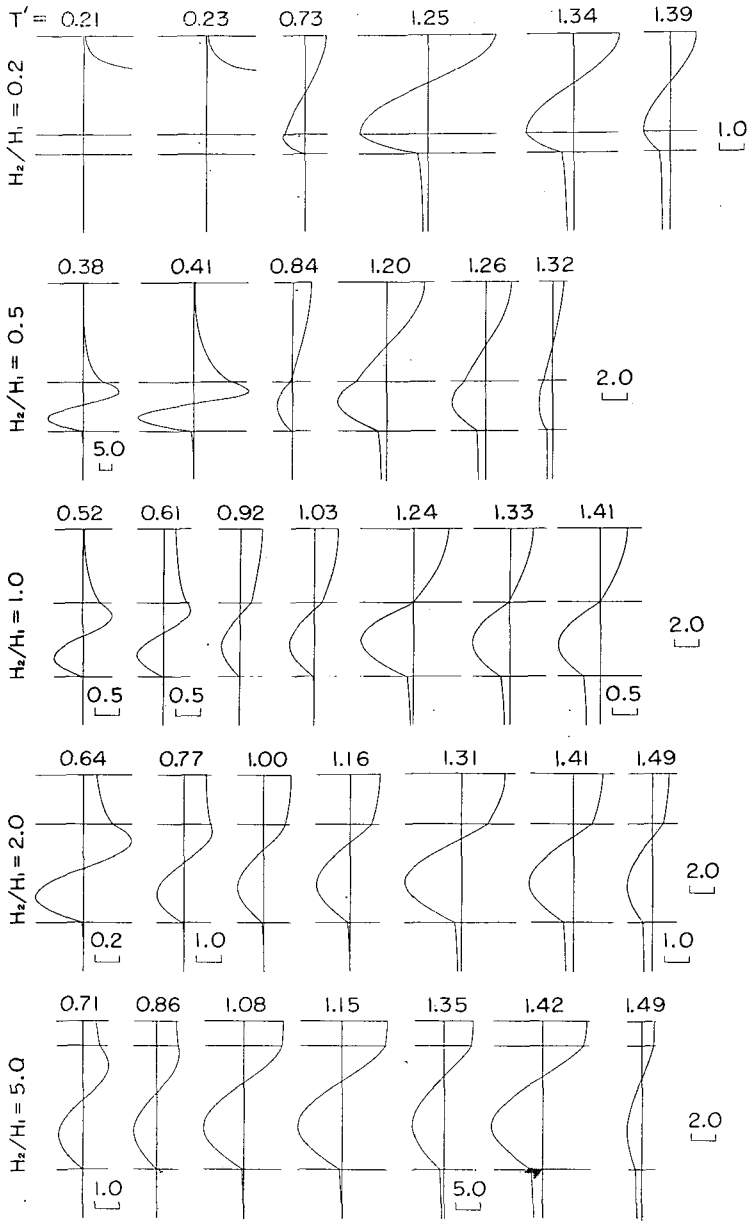 T' = 0.21 0.23 0.73 1.25 1.34 1.39
H₂/H₁ = 0.2
1.0
0.38 0.41 0.84 1.20 1.26 1.32
H₂/H₁ = 0.5
2.0
5.0
0.52 0.61 0.92 1.03 1.24 1.33 1.41
H₂/H₁ = 1.0
2.0
0.5 0.5 0.5
0.64 0.77 1.00 1.16 1.31 1.41 1.49
H₂/H₁ = 2.0
2.0
0.2 1.0 1.0
0.71 0.86 1.08 1.15 1.35 1.42 1.49
H₂/H₁ = 5.0
2.0
1.0 5.0